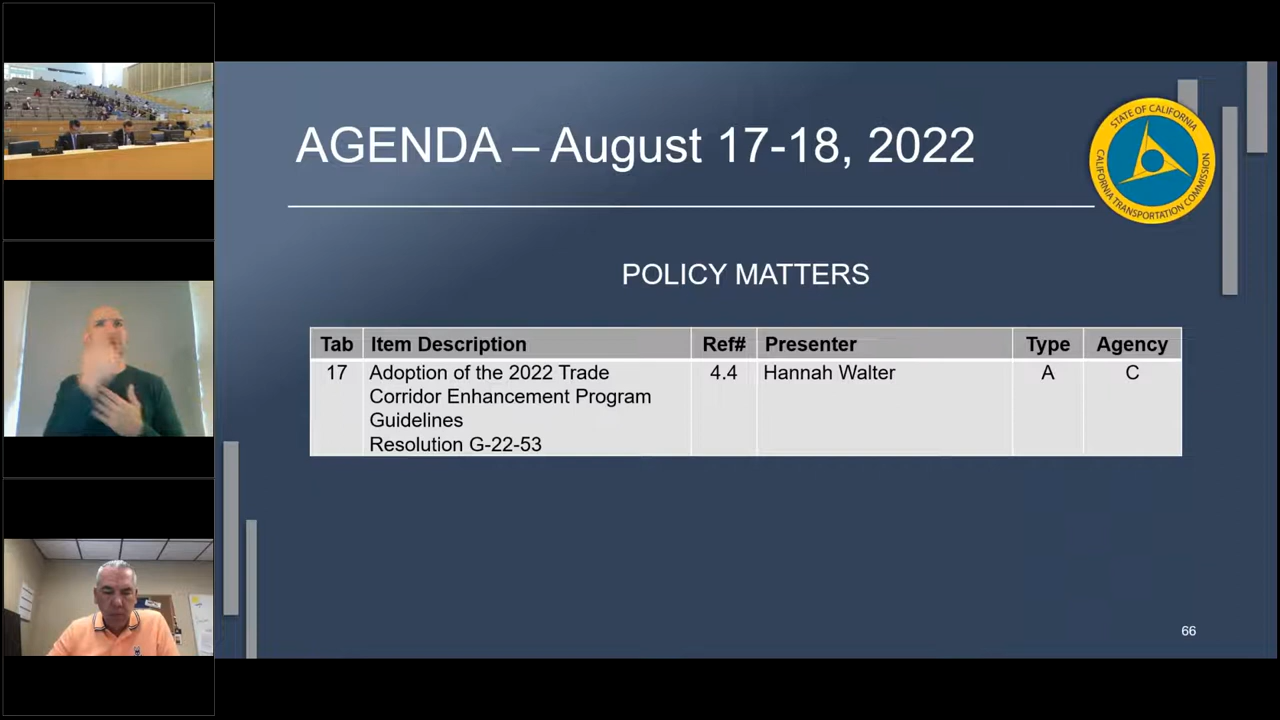 AGENDA – August 17-18, 2022
STATE OF CALIFORNIA
CALIFORNIA TRANSPORTATION COMMISSION
POLICY MATTERS
Tab Item Description Ref# Presenter Type Agency
17 Adoption of the 2022 Trade 4.4 Hannah Walter A C
Corridor Enhancement Program
Guidelines
Resolution G-22-53
66